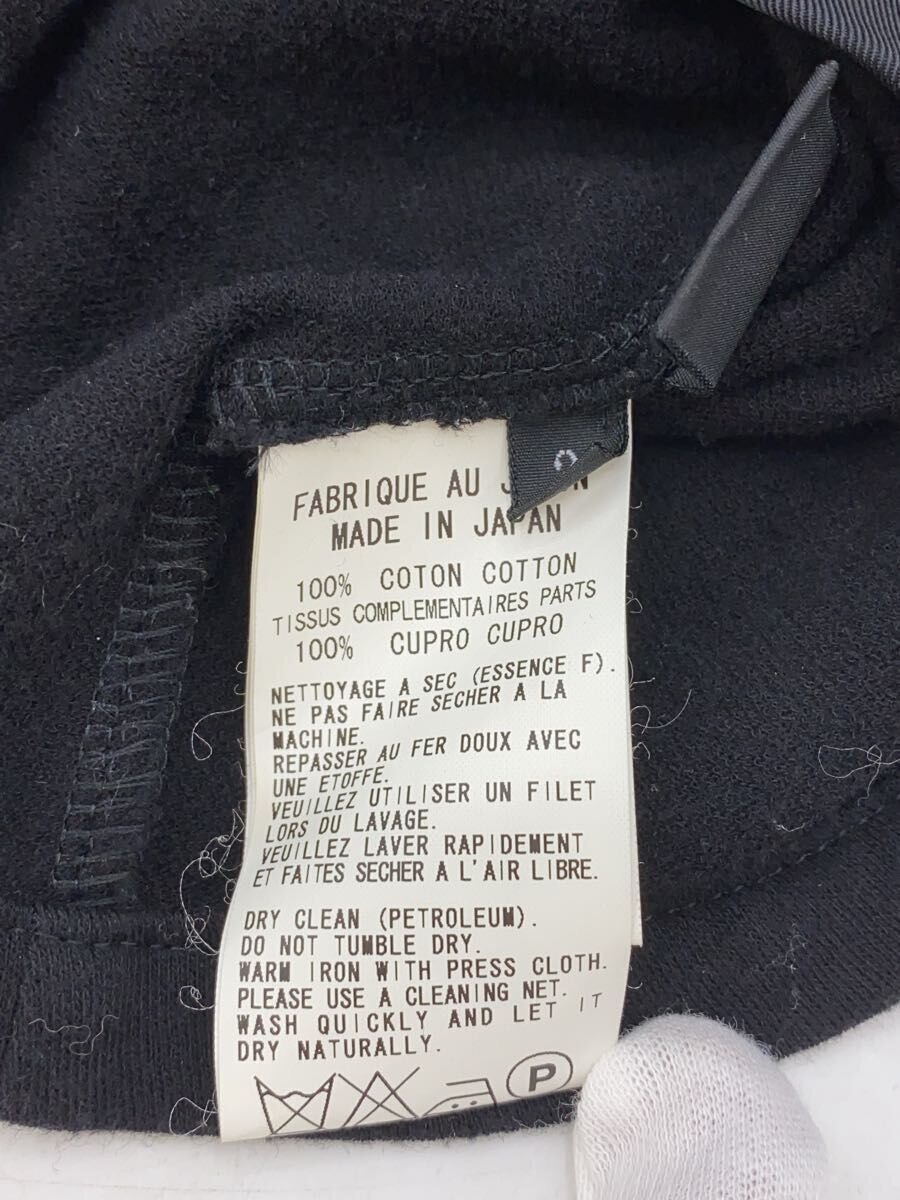 FABRIQUE AU
MADE IN JAPAN
100% COTON COTTON
TISSUS COMPLEMENTAIRES PARTS
100% CUPRO CUPRO
NETTOYAGE A SEC (ESSENCE F).
NE PAS FAIRE SECHER A LA
MACHINE.
REPASSER AU FER DOUX AVEC
UNE ETOFFE.
VEUILLEZ UTILISER UN FILET
LORS DU LAVAGE.
VEUILLEZ LAVER RAPIDEMENT
ET FAITES SECHER A L'AIR LIBRE.
DRY CLEAN (PETROLEUM).
DO NOT TUMBLE DRY.
WARM IRON WITH PRESS CLOTH.
PLEASE USE A CLEANING NET.
WASH QUICKLY AND LET IT
DRY NATURALLY.
P